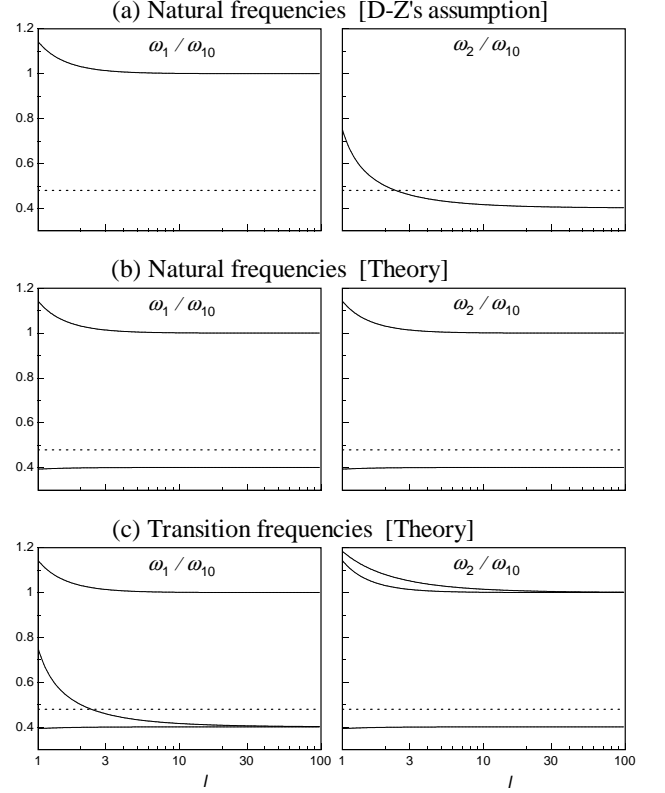 (a) Natural frequencies [D-Z's assumption]
1.2
1
0.8
0.6
0.4
ω1 / ω10
ω2 / ω10
(b) Natural frequencies [Theory]
1.2
1
0.8
0.6
0.4
ω1 / ω10
ω2 / ω10
(c) Transition frequencies [Theory]
1.2
1
0.8
0.6
0.4
ω1 / ω10
ω2 / ω10
1 3 10 30 100 1 3 10 30 100
l l